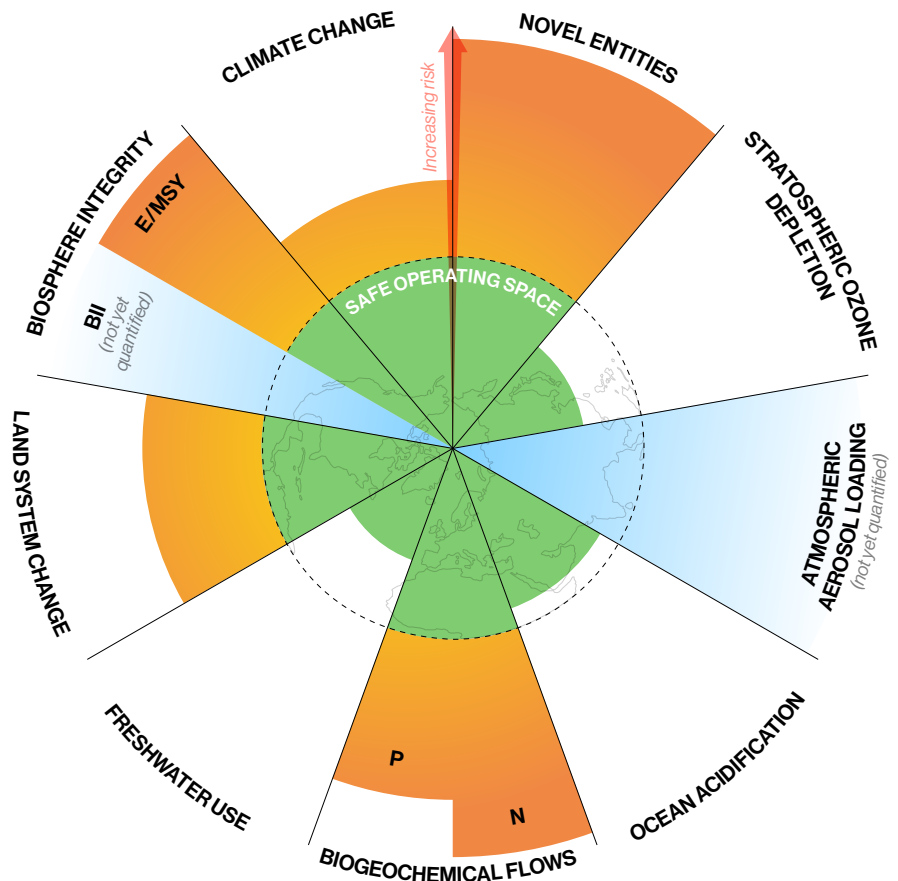 CLIMATE CHANGE
NOVEL ENTITIES
Increasing risk
STRATOSPHERIC OZONE
DEPLETION
BIOSPHERE INTEGRITY
E/MSY
BII
(not yet
quantified)
SAFE OPERATING SPACE
ATMOSPHERIC
AEROSOL LOADING
(not yet quantified)
LAND SYSTEM CHANGE
FRESHWATER USE
P
N
BIOGEOCHEMICAL FLOWS
OCEAN ACIDIFICATION